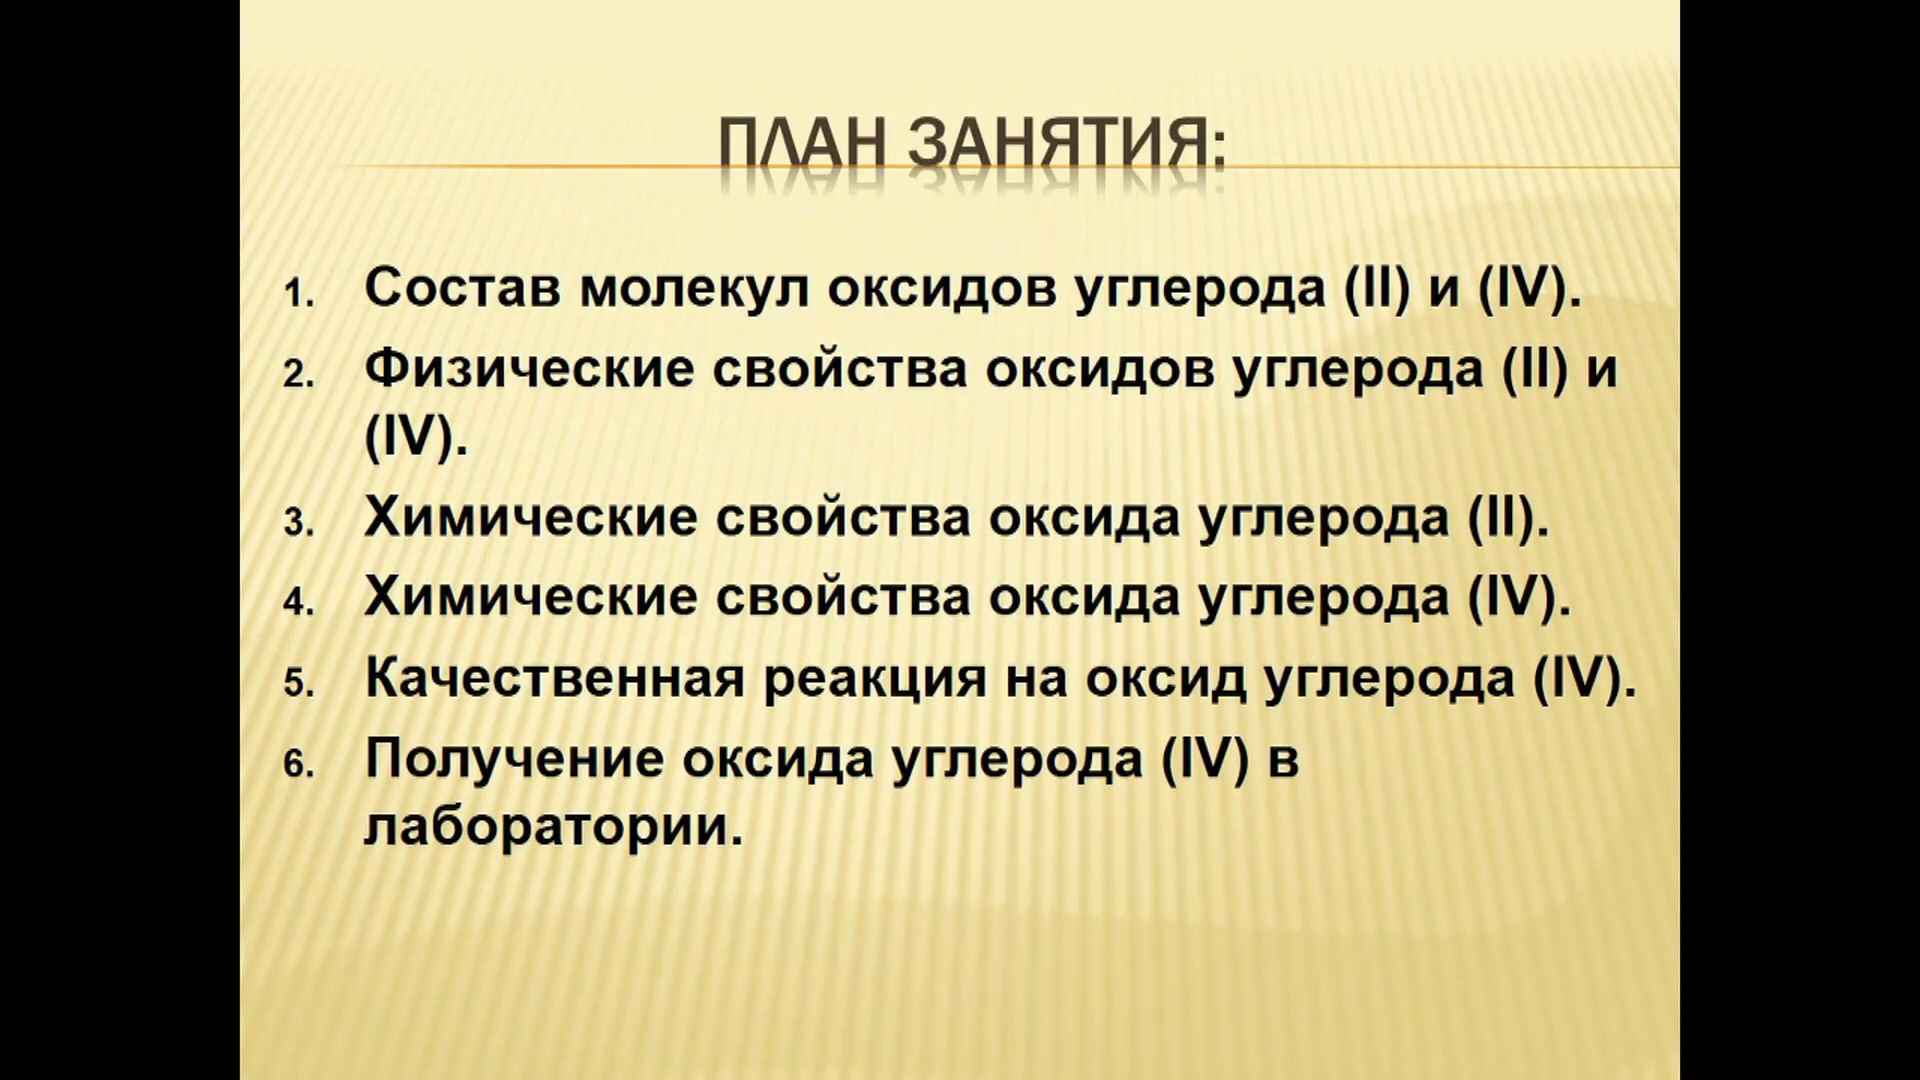 ПЛАН ЗАНЯТИЯ:
1. Состав молекул оксидов углерода (II) и (IV).
2. Физические свойства оксидов углерода (II) и
(IV).
3. Химические свойства оксида углерода (II).
4. Химические свойства оксида углерода (IV).
5. Качественная реакция на оксид углерода (IV).
6. Получение оксида углерода (IV) в
лаборатории.